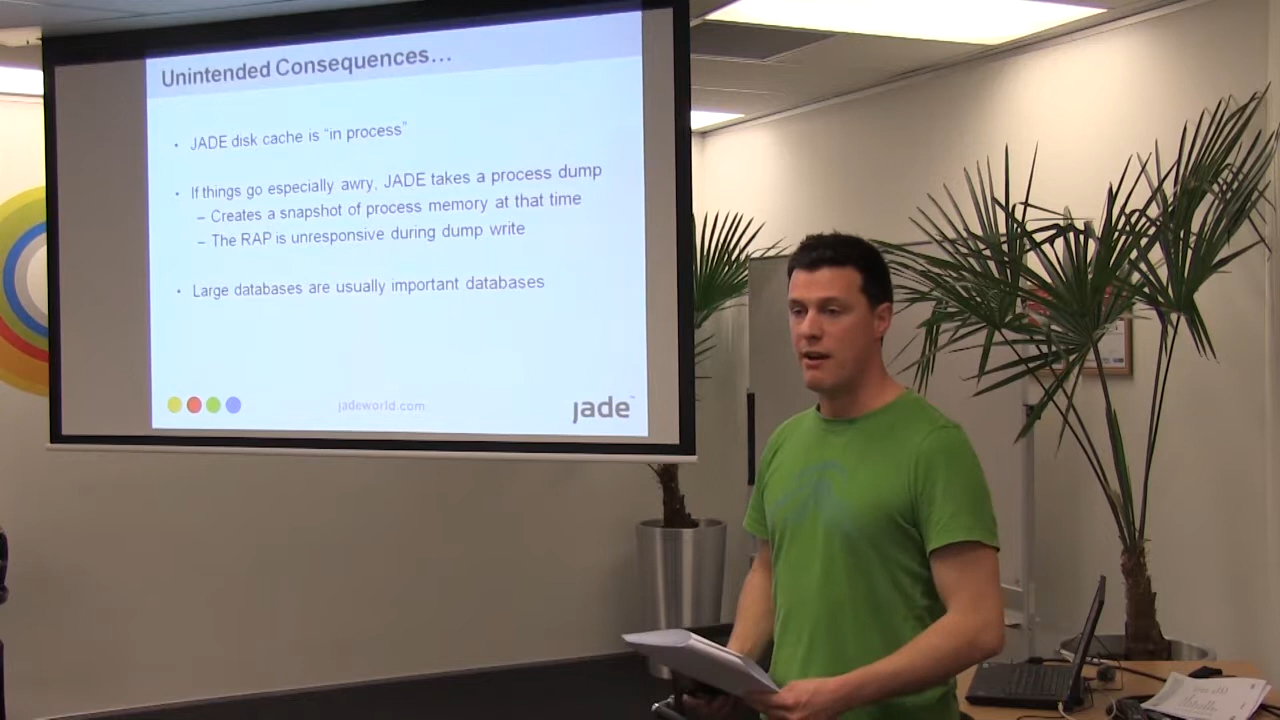 Unintended Consequences…
• JADE disk cache is “in process”
• If things go especially awry, JADE takes a process dump
– Creates a snapshot of process memory at that time
– The RAP is unresponsive during dump write
• Large databases are usually important databases
jadeworld.com
jade™